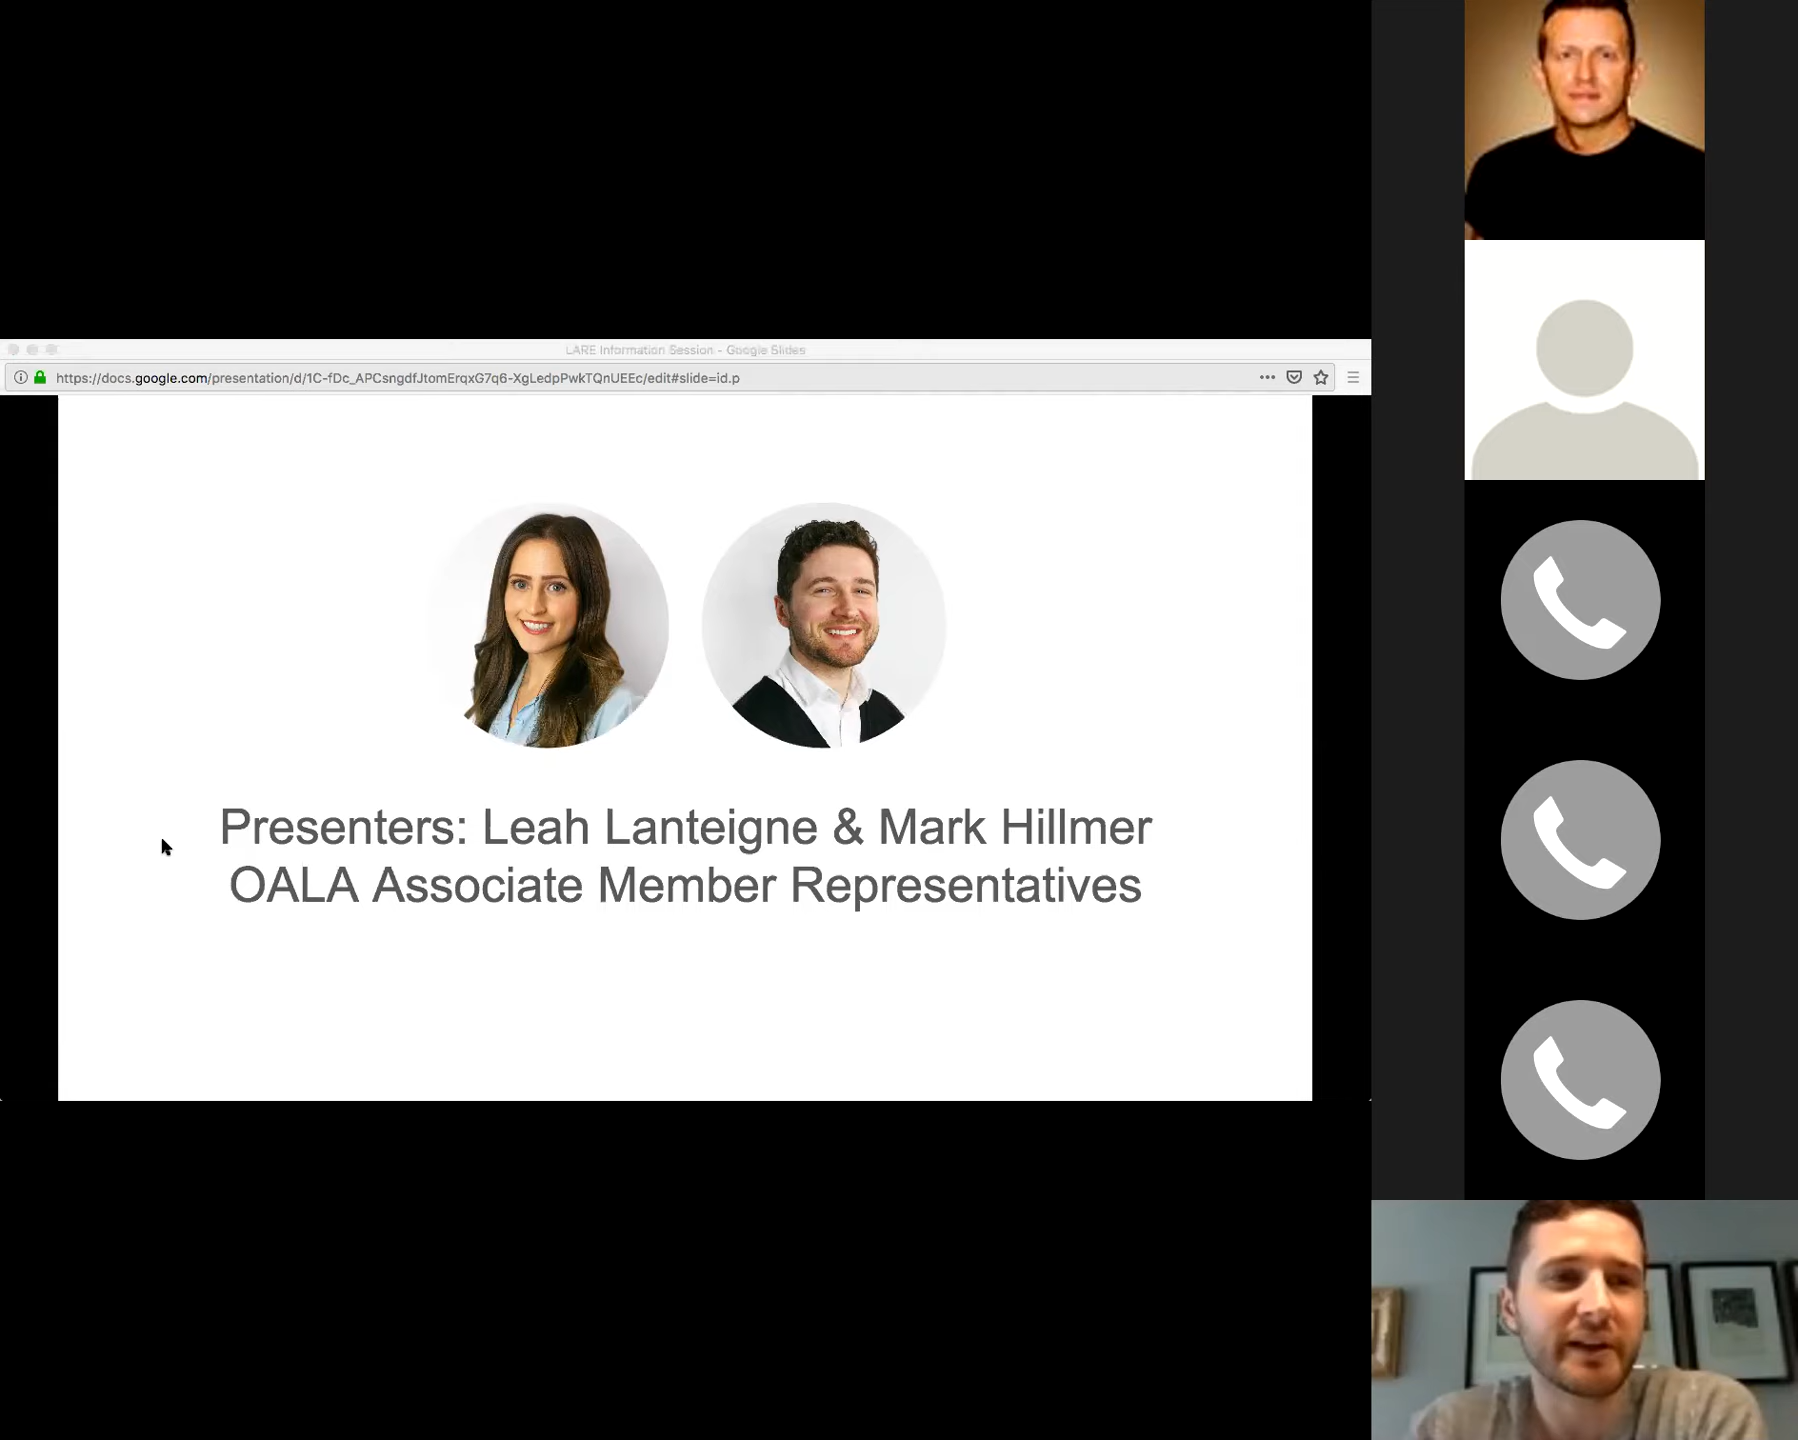 LARE Information Session - Google Slides
https://docs.google.com/presentation/d/1C-fDc_APCsngdfJtomErqxG7q6-XgLedpPwkTQnUEEc/edit#slide=id.p
Presenters: Leah Lanteigne & Mark Hillmer
OALA Associate Member Representatives